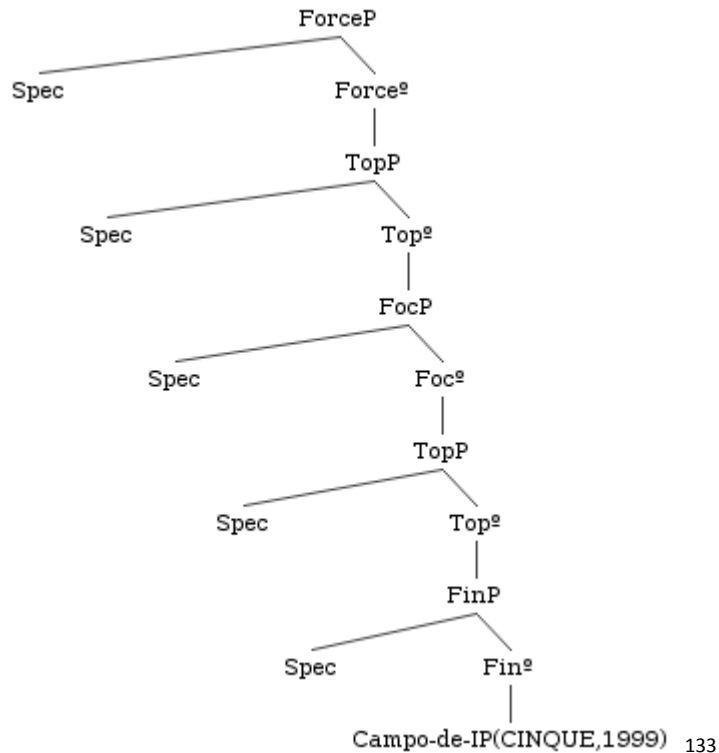 ForceP
Spec Forceº
TopP
Spec Topº
FocP
Spec Focº
TopP
Spec Topº
FinP
Spec Finº
Campo-de-IP(CINQUE,1999) 133